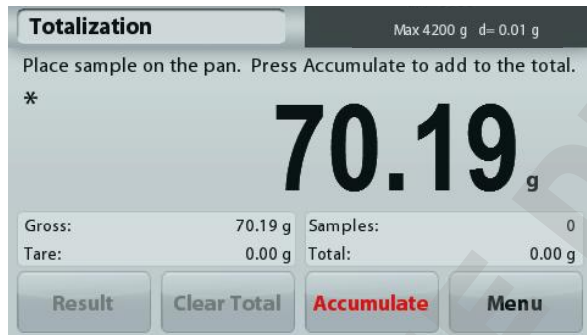 Totalization
Max 4200 g d= 0.01 g
Place sample on the pan. Press Accumulate to add to the total.
*
70.19 g
Gross: 70.19 g Samples: 0
Tare: 0.00 g Total: 0.00 g
Result Clear Total Accumulate Menu